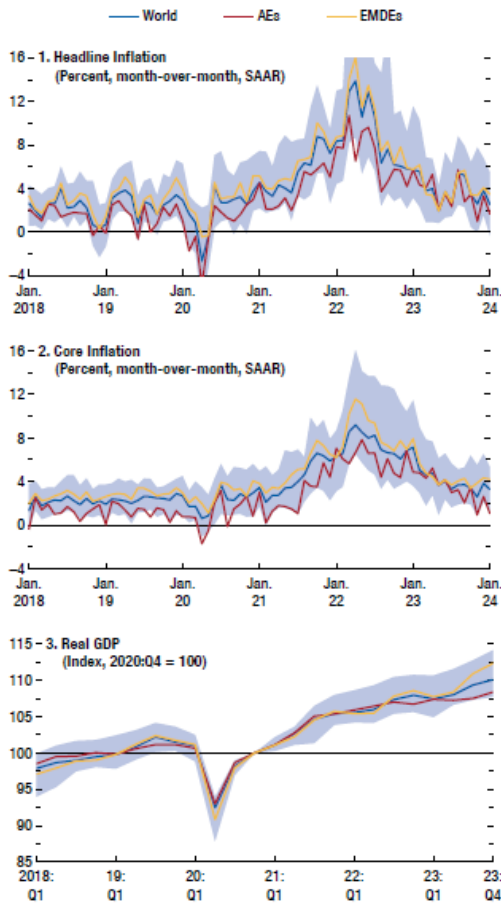 World AEs EMDEs
1. Headline Inflation
(Percent, month-over-month, SAAR)
16
12
8
4
0
–4
Jan. Jan. Jan. Jan. Jan. Jan. Jan.
2018 19 20 21 22 23 24
2. Core Inflation
(Percent, month-over-month, SAAR)
16
12
8
4
0
–4
Jan. Jan. Jan. Jan. Jan. Jan. Jan.
2018 19 20 21 22 23 24
3. Real GDP
(Index, 2020:Q4 = 100)
115
110
105
100
95
90
85
2018: 19: 20: 21: 22: 23: 23:
Q1 Q1 Q1 Q1 Q1 Q1 Q4